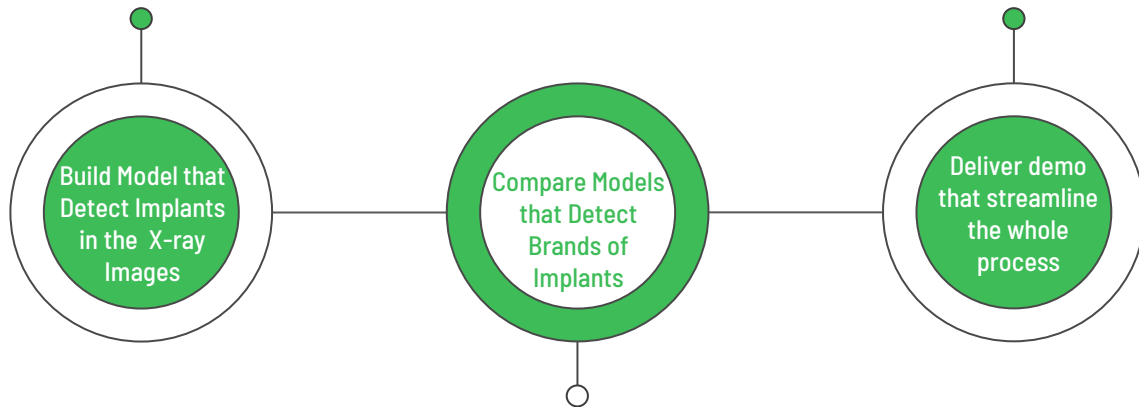 Build Model that
Detect Implants
in the X-ray
Images
Compare Models
that Detect
Brands of
Implants
Deliver demo
that streamline
the whole
process